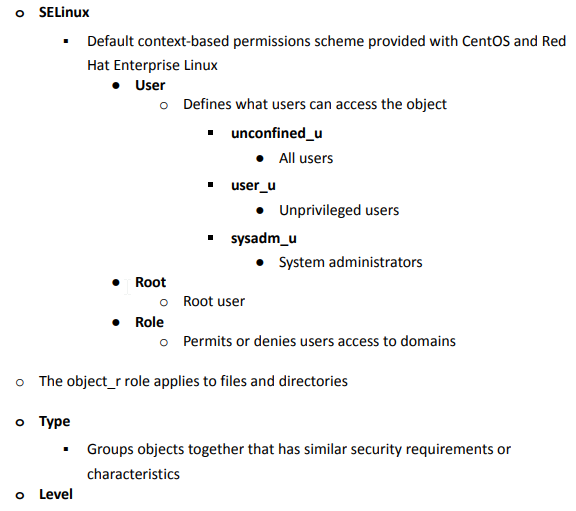 SELinux
Default context-based permissions scheme provided with CentOS and Red
Hat Enterprise Linux
User
Defines what users can access the object
unconfined_u
All users
user_u
Unprivileged users
sysadm_u
System administrators
Root
Root user
Role
Permits or denies users access to domains
The object_r role applies to files and directories
Type
Groups objects together that has similar security requirements or
characteristics
Level